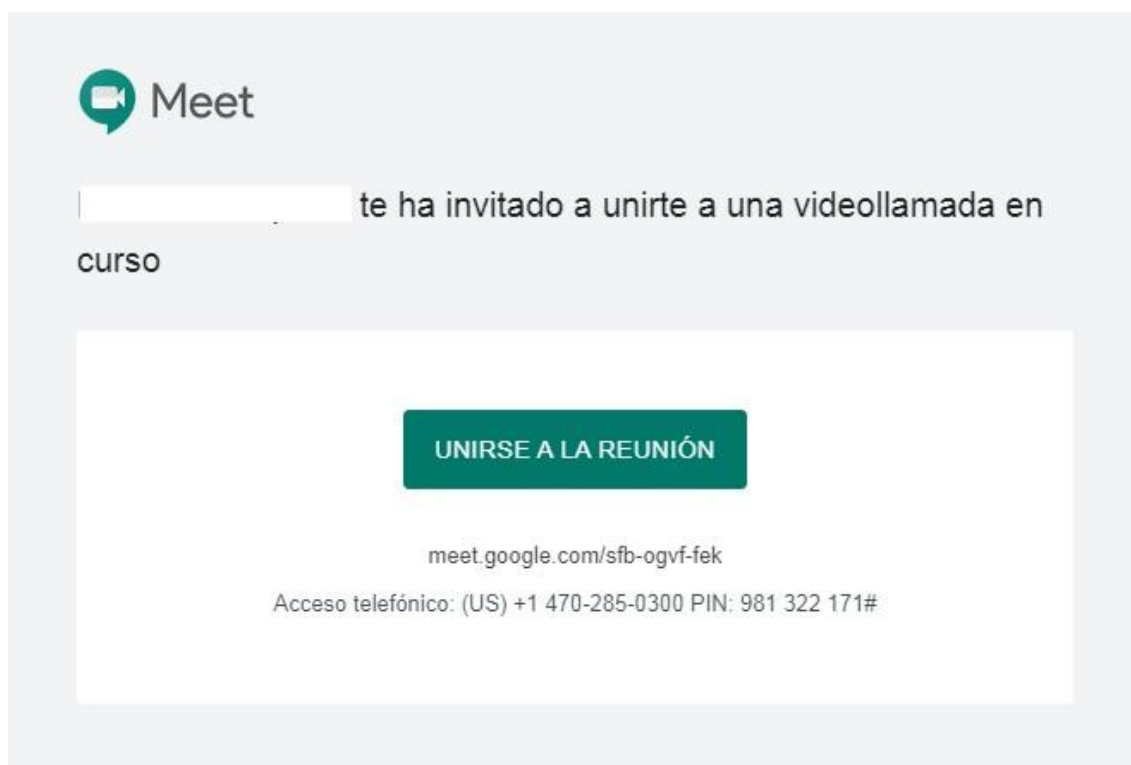 Meet
te ha invitado a unirte a una videollamada en
curso
UNIRSE A LA REUNIÓN
meet.google.com/sfb-ogvf-fek
Acceso telefónico: (US) +1 470-285-0300 PIN: 981 322 171#